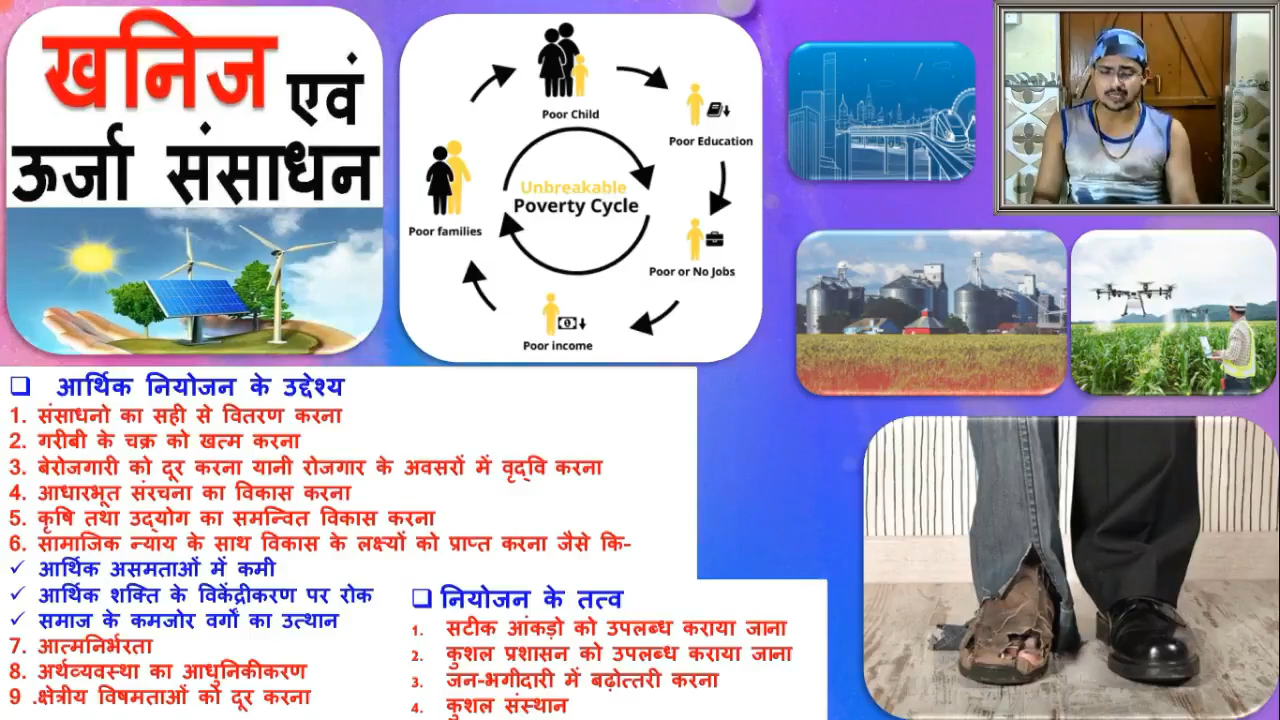 खनिज एवं
ऊर्जा संसाधन
Poor Child
Poor Education
Poor or No Jobs
Poor income
Poor families
Unbreakable
Poverty Cycle
❑ आर्थिक नियोजन के उद्देश्य
1. संसाधनो का सही से वितरण करना
2. गरीबी के चक्र को खत्म करना
3. बेरोजगारी को दूर करना यानी रोजगार के अवसरों में वृद्वि करना
4. आधारभूत संरचना का विकास करना
5. कृषि तथा उद्योग का समन्वित विकास करना
6. सामाजिक न्याय के साथ विकास के लक्ष्यों को प्राप्त करना जैसे कि-
✓ आर्थिक असमताओं में कमी
✓ आर्थिक शक्ति के विकेंद्रीकरण पर रोक
✓ समाज के कमजोर वर्गों का उत्थान
7. आत्मनिर्भरता
8. अर्थव्यवस्था का आधुनिकीकरण
9 .क्षेत्रीय विषमताओं को दूर करना
❑ नियोजन के तत्व
1. सटीक आंकड़ो को उपलब्ध कराया जाना
2. कुशल प्रशासन को उपलब्ध कराया जाना
3. जन-भगीदारी में बढ़ोत्तरी करना
4. कुशल संस्थान